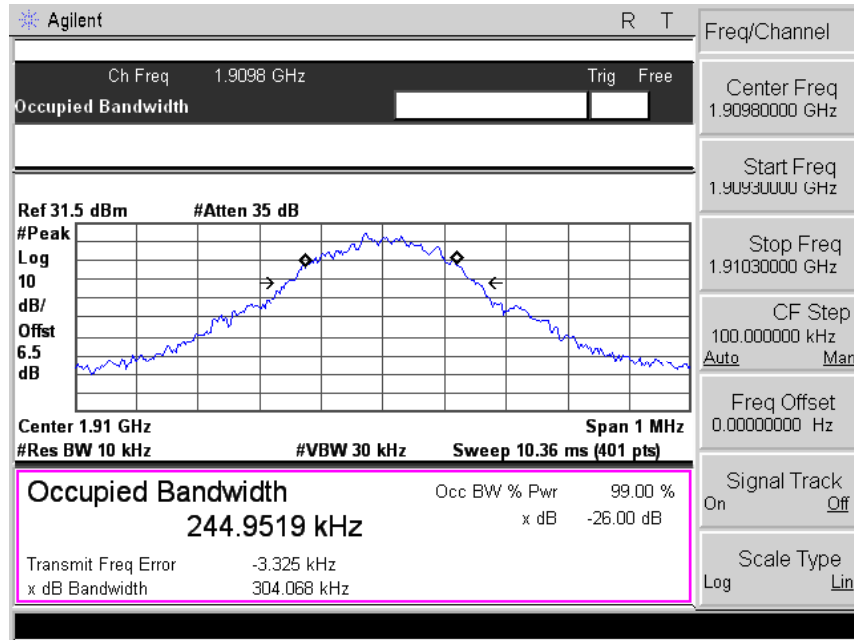 Agilent R T
Ch Freq 1.9098 GHz Trig Free
Occupied Bandwidth
Ref 31.5 dBm #Atten 35 dB
#Peak
Log
10
dB/
Offst
6.5
dB
Center 1.91 GHz Span 1 MHz
#Res BW 10 kHz #VBW 30 kHz Sweep 10.36 ms (401 pts)
Occupied Bandwidth
244.9519 kHz
Occ BW % Pwr 99.00 %
x dB -26.00 dB
Transmit Freq Error -3.325 kHz
x dB Bandwidth 304.068 kHz
Freq/Channel
Center Freq
1.90980000 GHz
Start Freq
1.90930000 GHz
Stop Freq
1.91030000 GHz
CF Step
100.000000 kHz
Auto Man
Freq Offset
0.00000000 Hz
Signal Track
On Off
Scale Type
Log Lin